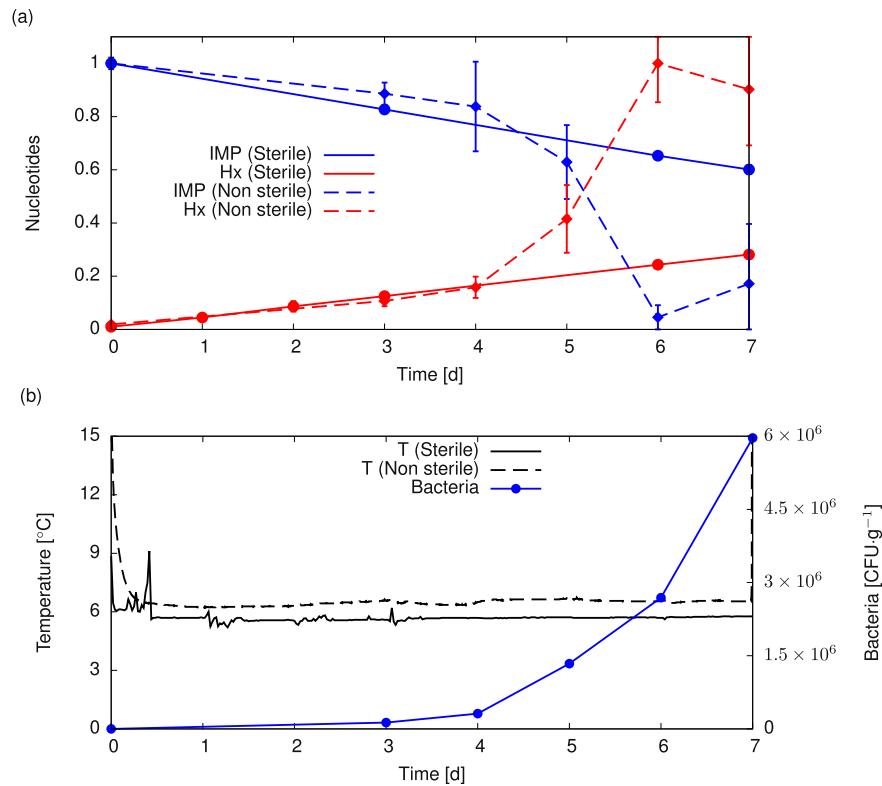 (a)
1
0.8
0.6
0.4
0.2
0
Nucleotides
IMP (Sterile)
Hx (Sterile)
IMP (Non sterile)
Hx (Non sterile)
0 1 2 3 4 5 6 7
Time [d]
(b)
15
12
9
6
3
0
Temperature [°C]
T (Sterile)
T (Non sterile)
Bacteria
6 × 10⁶
4.5 × 10⁶
3 × 10⁶
1.5 × 10⁶
0
Bacteria [CFU·g⁻¹]
0 1 2 3 4 5 6 7
Time [d]